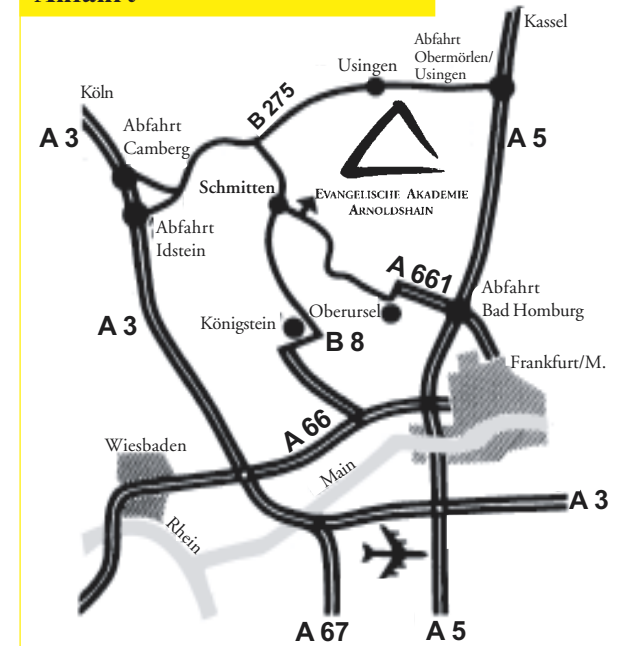 Anfahrt
Kassel
Abfahrt
Obermörlen/
Usingen
Usingen
Köln
B 275
A 3
Abfahrt
Camberg
A 5
Schmitten
EVANGELISCHE AKADEMIE
ARNOLDSHAIN
Abfahrt
Idstein
A 661
Abfahrt
Bad Homburg
A 3
Königstein
Oberursel
B 8
Frankfurt/M.
A 66
Wiesbaden
Main
Rhein
A 3
A 67
A 5